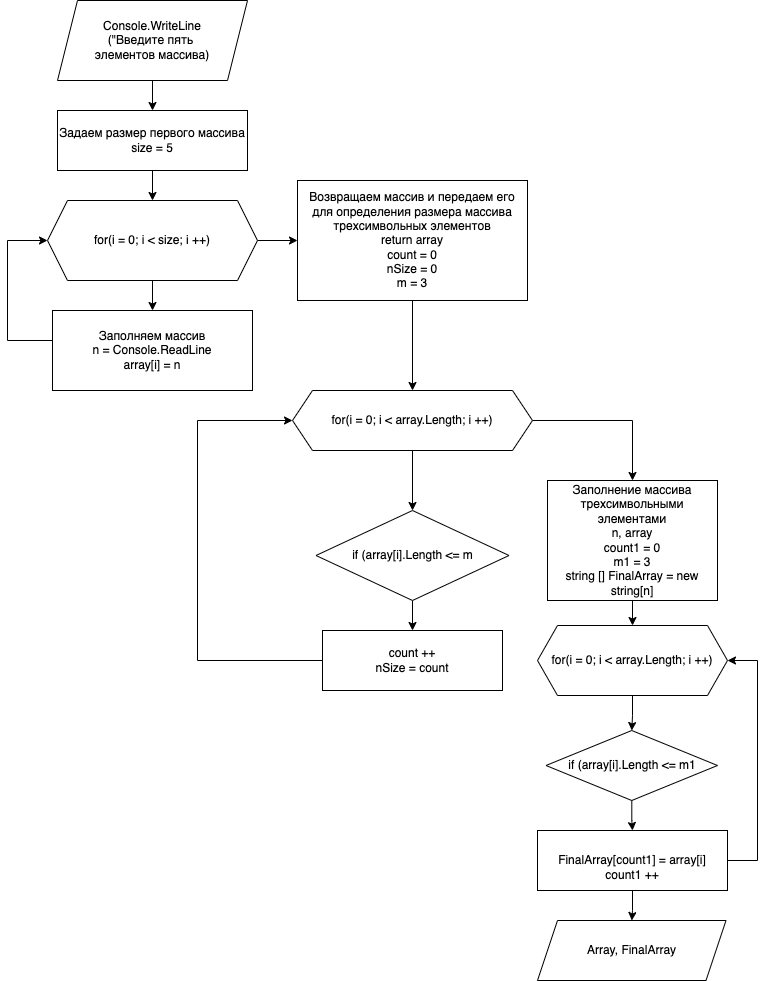 Console.WriteLine
("Введите пять
элементов массива)
Задаем размер первого массива
size = 5
for(i = 0; i < size; i ++)
Заполняем массив
n = Console.ReadLine
array[i] = n
Возвращаем массив и передаем его
для определения размера массива
трехсимвольных элементов
return array
count = 0
nSize = 0
m = 3
for(i = 0; i < array.Length; i ++)
if (array[i].Length <= m
count ++
nSize = count
Заполнение массива
трехсимвольными
элементами
n, array
count1 = 0
m1 = 3
string [] FinalArray = new
string[n]
for(i = 0; i < array.Length; i ++)
if (array[i].Length <= m1
FinalArray[count1] = array[i]
count1 ++
Array, FinalArray